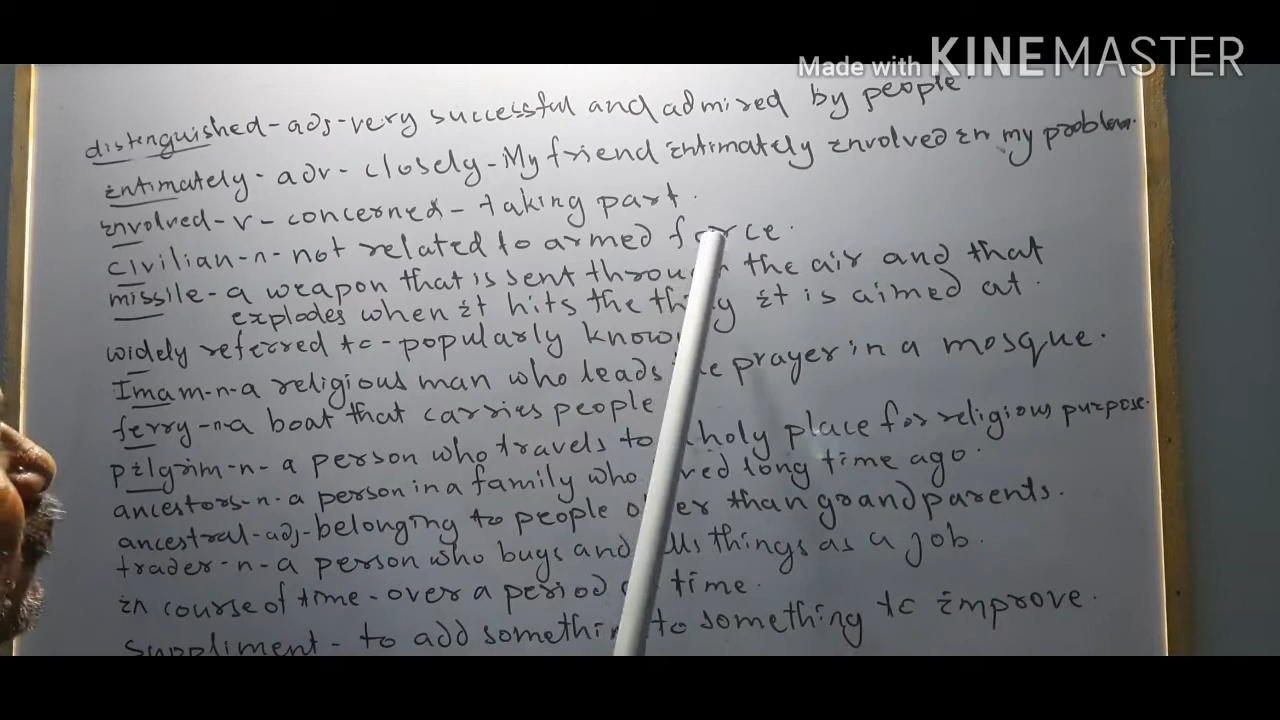 Made with KINEMASTER
distinguished-adj-very successful and admired by people.
intimately-adv-closely-My friend intimately involved in my problem.
involved-v-concerned-taking part.
civilian-n-not related to armed force.
missile-a weapon that is sent through the air and that
explodes when it hits the thing it is aimed at.
widely referred to-popularly known
Imam-n-a religious man who leads the prayer in a mosque.
ferry-n-a boat that carries people
pilgrim-n-a person who travels to holy place for religious purpose.
ancestors-n-a person in a family who lived long time ago.
ancestral-adj-belonging to people older than grandparents.
trader-n-a person who buys and sells things as a job.
in course of time-over a period of time.
suppliment-to add something to something to improve.